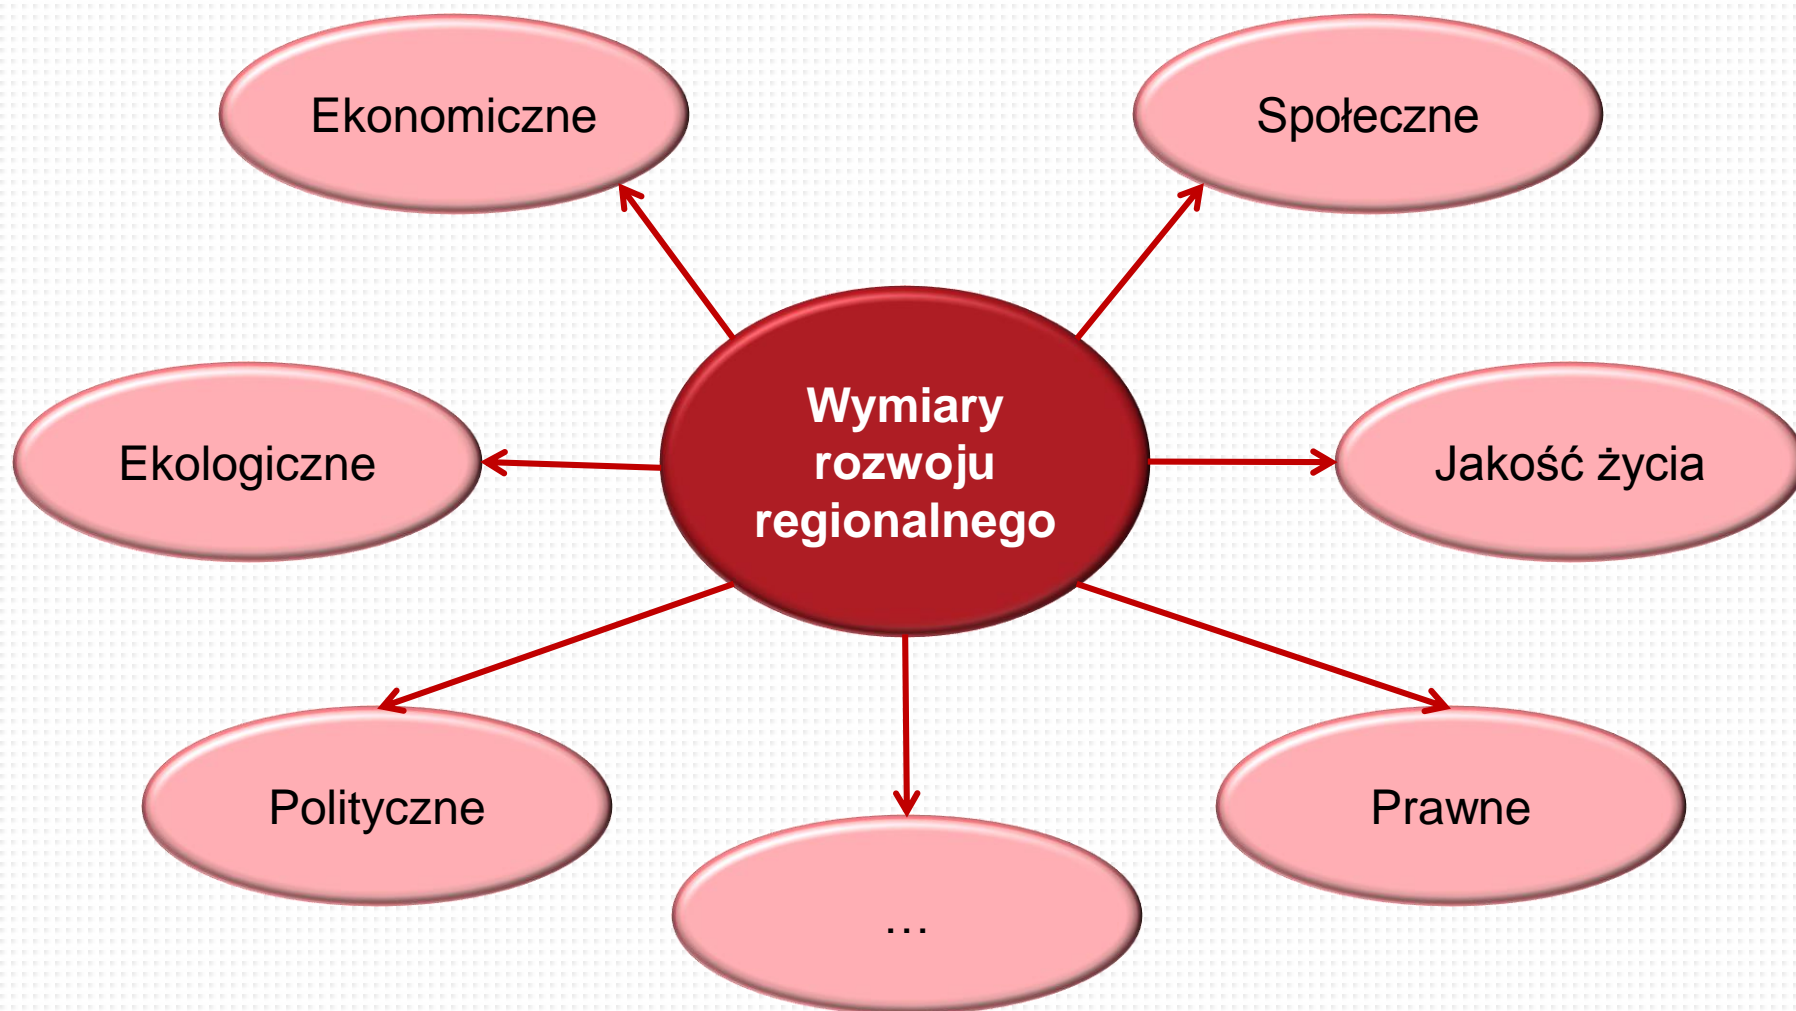 Ekonomiczne
Społeczne
Wymiary
rozwoju
regionalnego
Ekologiczne
Jakość życia
Polityczne
Prawne
…